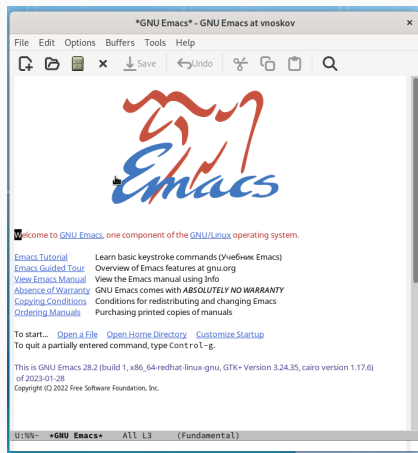 *GNU Emacs* - GNU Emacs at vnoskov ×
File Edit Options Buffers Tools Help
Save Undo
Emacs
Welcome to GNU Emacs, one component of the GNU/Linux operating system.
Emacs Tutorial Learn basic keystroke commands (Учебник Emacs)
Emacs Guided Tour Overview of Emacs features at gnu.org
View Emacs Manual View the Emacs manual using Info
Absence of Warranty GNU Emacs comes with ABSOLUTELY NO WARRANTY
Copying Conditions Conditions for redistributing and changing Emacs
Ordering Manuals Purchasing printed copies of manuals
To start... Open a File Open Home Directory Customize Startup
To quit a partially entered command, type Control-g.
This is GNU Emacs 28.2 (build 1, x86_64-redhat-linux-gnu, GTK+ Version 3.24.35, cairo version 1.17.6)
of 2023-01-28
Copyright (C) 2022 Free Software Foundation, Inc.
U:%%- *GNU Emacs* All L3 (Fundamental)